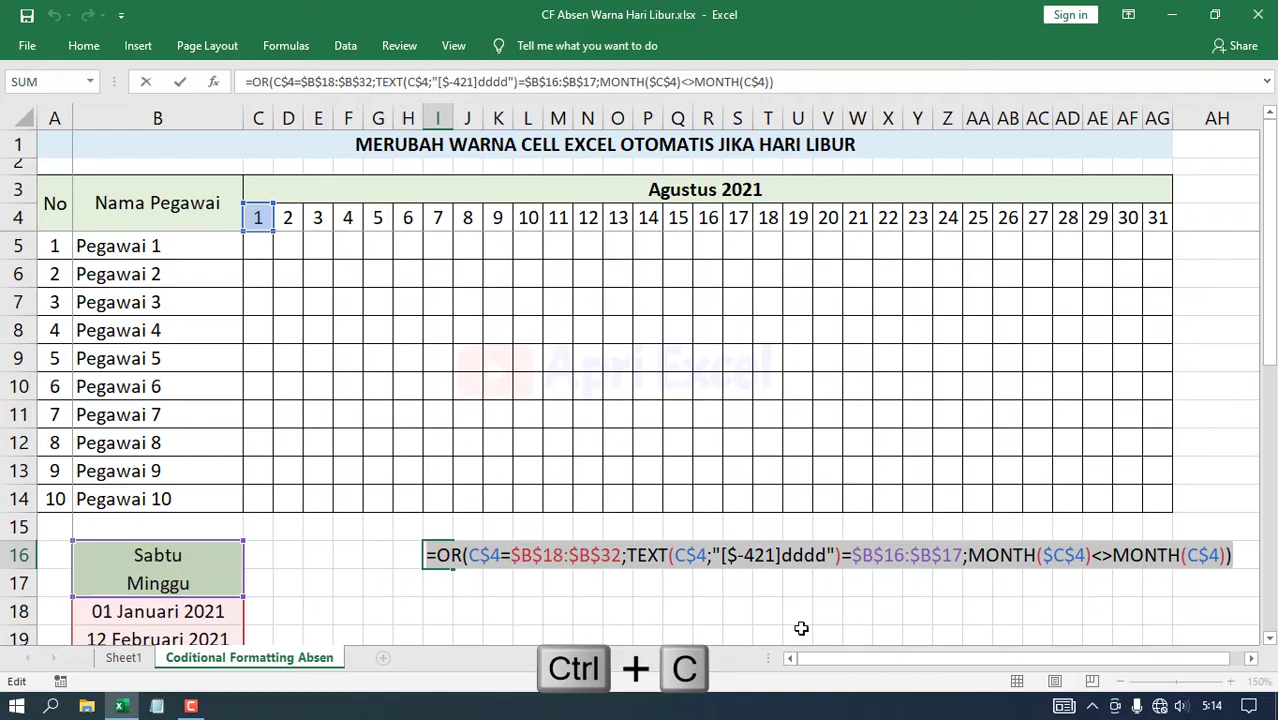 CF Absen Warna Hari Libur.xlsx - Excel
Sign in
File Home Insert Page Layout Formulas Data Review View Tell me what you want to do Share
SUM fx =OR(C$4=$B$18:$B$32;TEXT(C$4;"[$-421]dddd")=$B$16:$B$17;MONTH($C$4)<>MONTH(C$4))
A B C D E F G H I J K L M N O P Q R S T U V W X Y Z AA AB AC AD AE AF AG AH
1 MERUBAH WARNA CELL EXCEL OTOMATIS JIKA HARI LIBUR
2
3 No Nama Pegawai Agustus 2021
4 1 2 3 4 5 6 7 8 9 10 11 12 13 14 15 16 17 18 19 20 21 22 23 24 25 26 27 28 29 30 31
5 1 Pegawai 1
6 2 Pegawai 2
7 3 Pegawai 3
8 4 Pegawai 4
9 5 Pegawai 5
Apri Excel
10 6 Pegawai 6
11 7 Pegawai 7
12 8 Pegawai 8
13 9 Pegawai 9
14 10 Pegawai 10
15
16 Sabtu =OR(C$4=$B$18:$B$32;TEXT(C$4;"[$-421]dddd")=$B$16:$B$17;MONTH($C$4)<>MONTH(C$4))
17 Minggu
18 01 Januari 2021
19 12 Februari 2021
Sheet1 Coditional Formatting Absen
Ctrl + C
Edit 150%
5:14